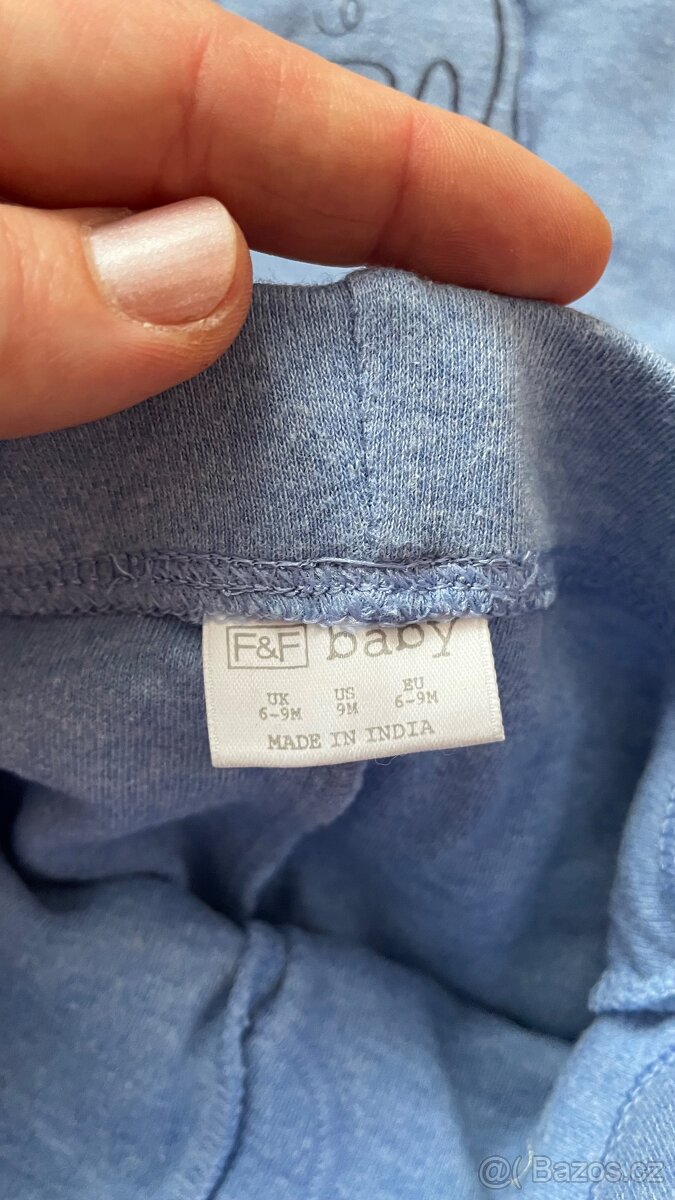 F&F baby
UK US EU
6-9M 9M 6-9M
MADE IN INDIA
@( Bazos.cz